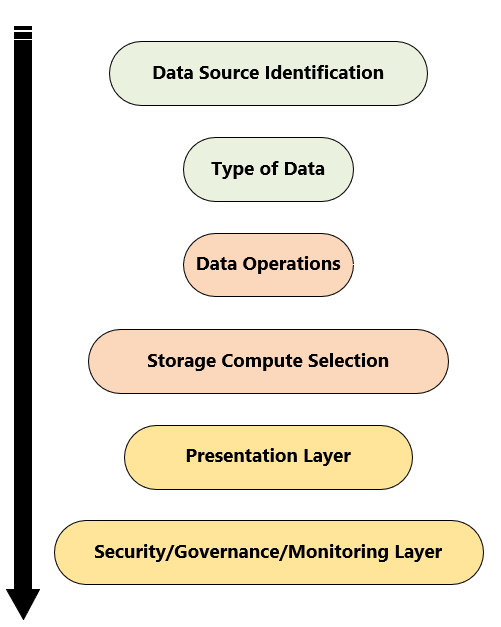 Data Source Identification
Type of Data
Data Operations
Storage Compute Selection
Presentation Layer
Security/Governance/Monitoring Layer